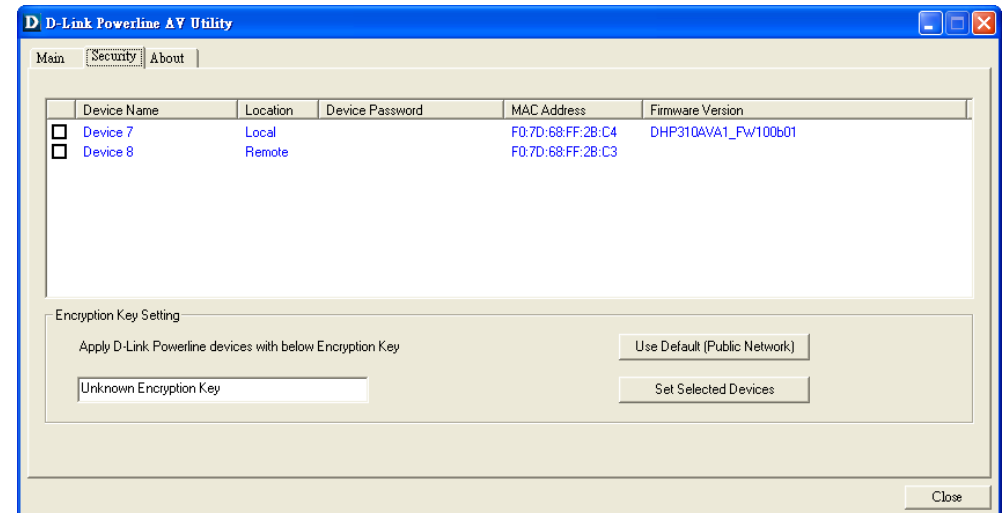 D D-Link Powerline AV Utility
Main Security About
Device Name Location Device Password MAC Address Firmware Version
Device 7 Local F0:7D:68:FF:2B:C4 DHP310AVA1_FW100b01
Device 8 Remote F0:7D:68:FF:2B:C3
Encryption Key Setting
Apply D-Link Powerline devices with below Encryption Key Use Default (Public Network)
Unknown Encryption Key Set Selected Devices
Close